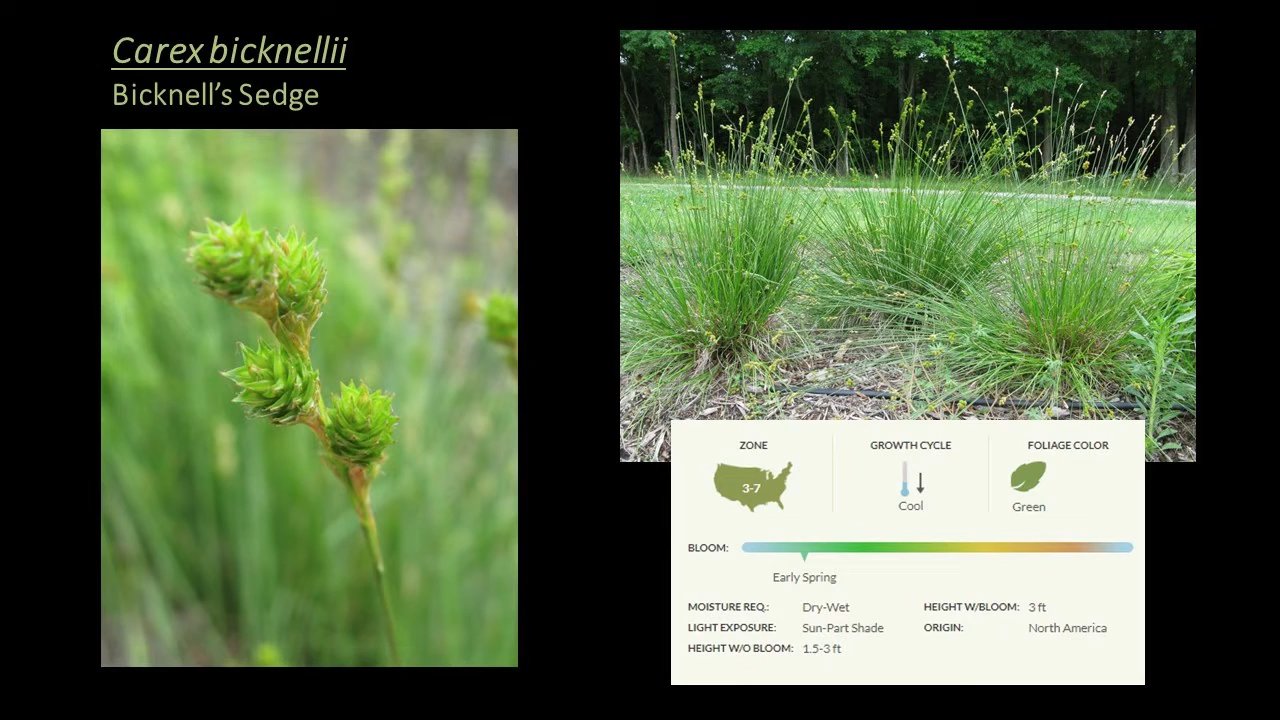 Carex bicknellii
Bicknell's Sedge
ZONE
3-7
GROWTH CYCLE
Cool
FOLIAGE COLOR
Green
BLOOM:
Early Spring
MOISTURE REQ.: Dry-Wet
LIGHT EXPOSURE: Sun-Part Shade
HEIGHT W/O BLOOM: 1.5-3 ft
HEIGHT W/BLOOM: 3 ft
ORIGIN: North America